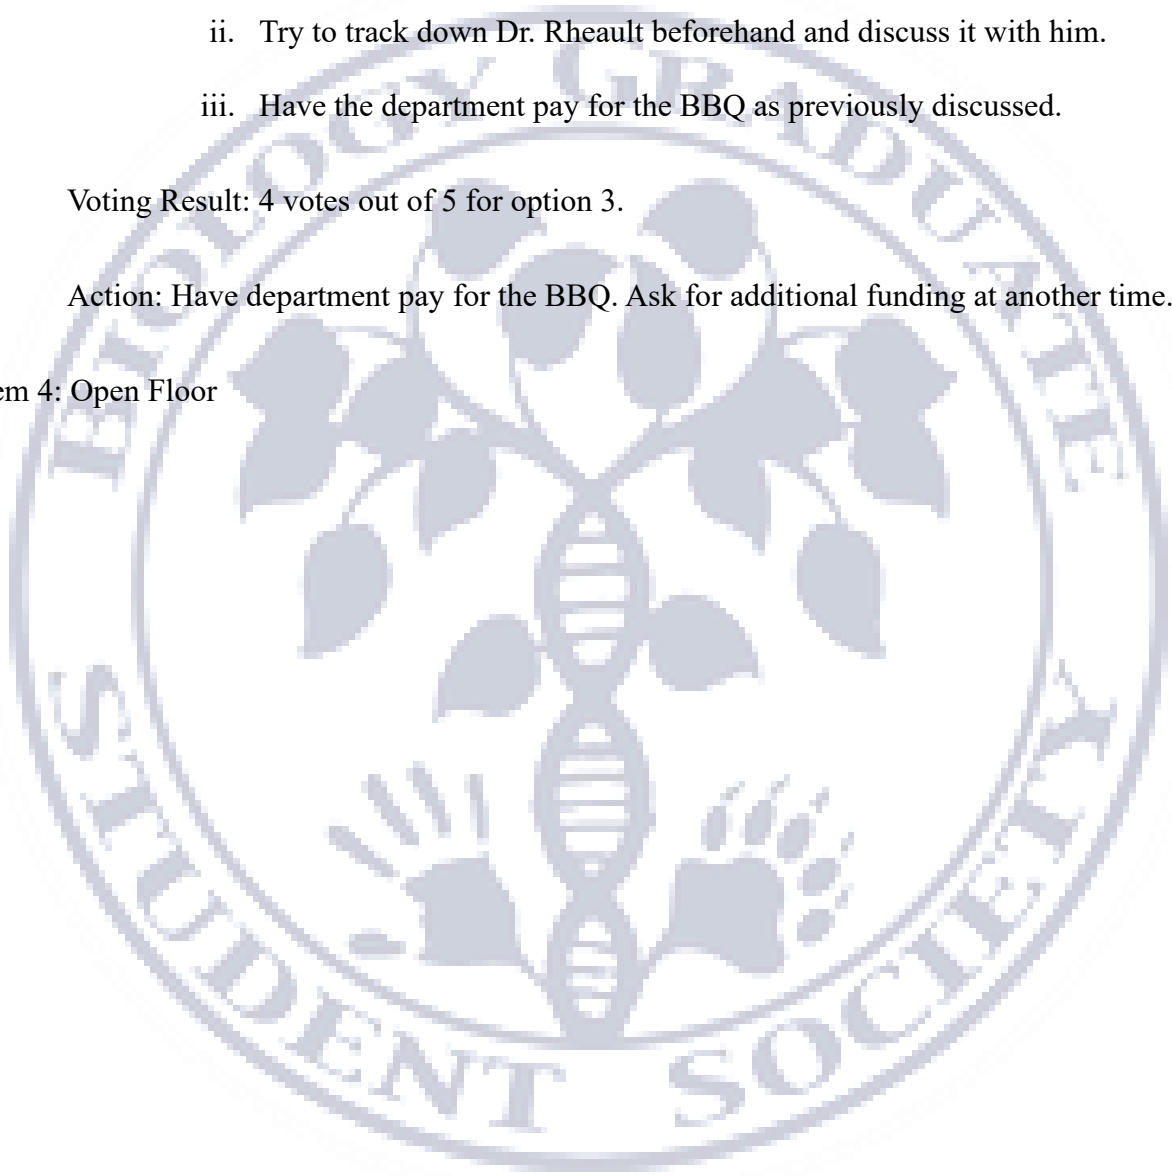 ii. Try to track down Dr. Rheault beforehand and discuss it with him.
iii. Have the department pay for the BBQ as previously discussed.
Voting Result: 4 votes out of 5 for option 3.
Action: Have department pay for the BBQ. Ask for additional funding at another time.
em 4: Open Floor
BIOLOGY GRADUATE
STUDENT SOCIETY